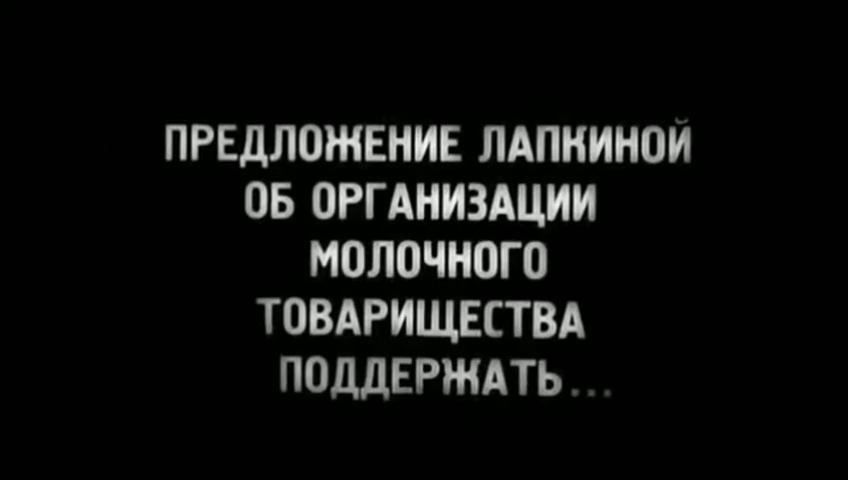 ПРЕДЛОЖЕНИЕ ЛАПКИНОЙ
ОБ ОРГАНИЗАЦИИ
МОЛОЧНОГО
ТОВАРИЩЕСТВА
ПОДДЕРЖАТЬ...